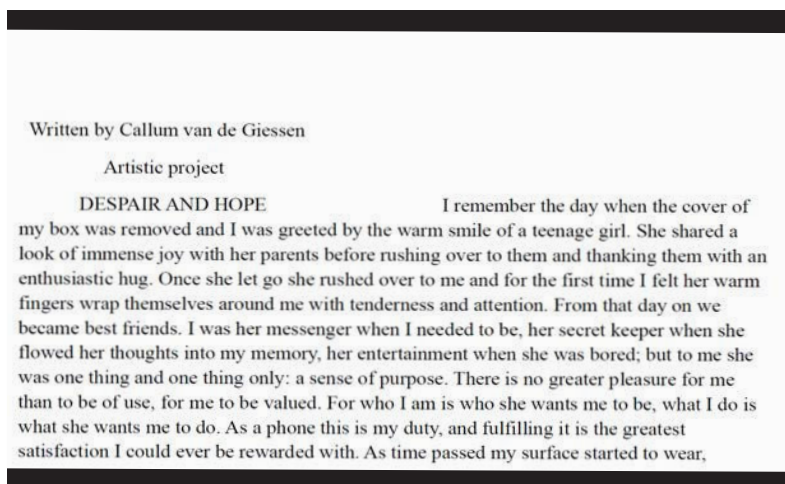 Written by Callum van de Giessen
Artistic project
DESPAIR AND HOPE I remember the day when the cover of
my box was removed and I was greeted by the warm smile of a teenage girl. She shared a
look of immense joy with her parents before rushing over to them and thanking them with an
enthusiastic hug. Once she let go she rushed over to me and for the first time I felt her warm
fingers wrap themselves around me with tenderness and attention. From that day on we
became best friends. I was her messenger when I needed to be, her secret keeper when she
flowed her thoughts into my memory, her entertainment when she was bored; but to me she
was one thing and one thing only: a sense of purpose. There is no greater pleasure for me
than to be of use, for me to be valued. For who I am is who she wants me to be, what I do is
what she wants me to do. As a phone this is my duty, and fulfilling it is the greatest
satisfaction I could ever be rewarded with. As time passed my surface started to wear,